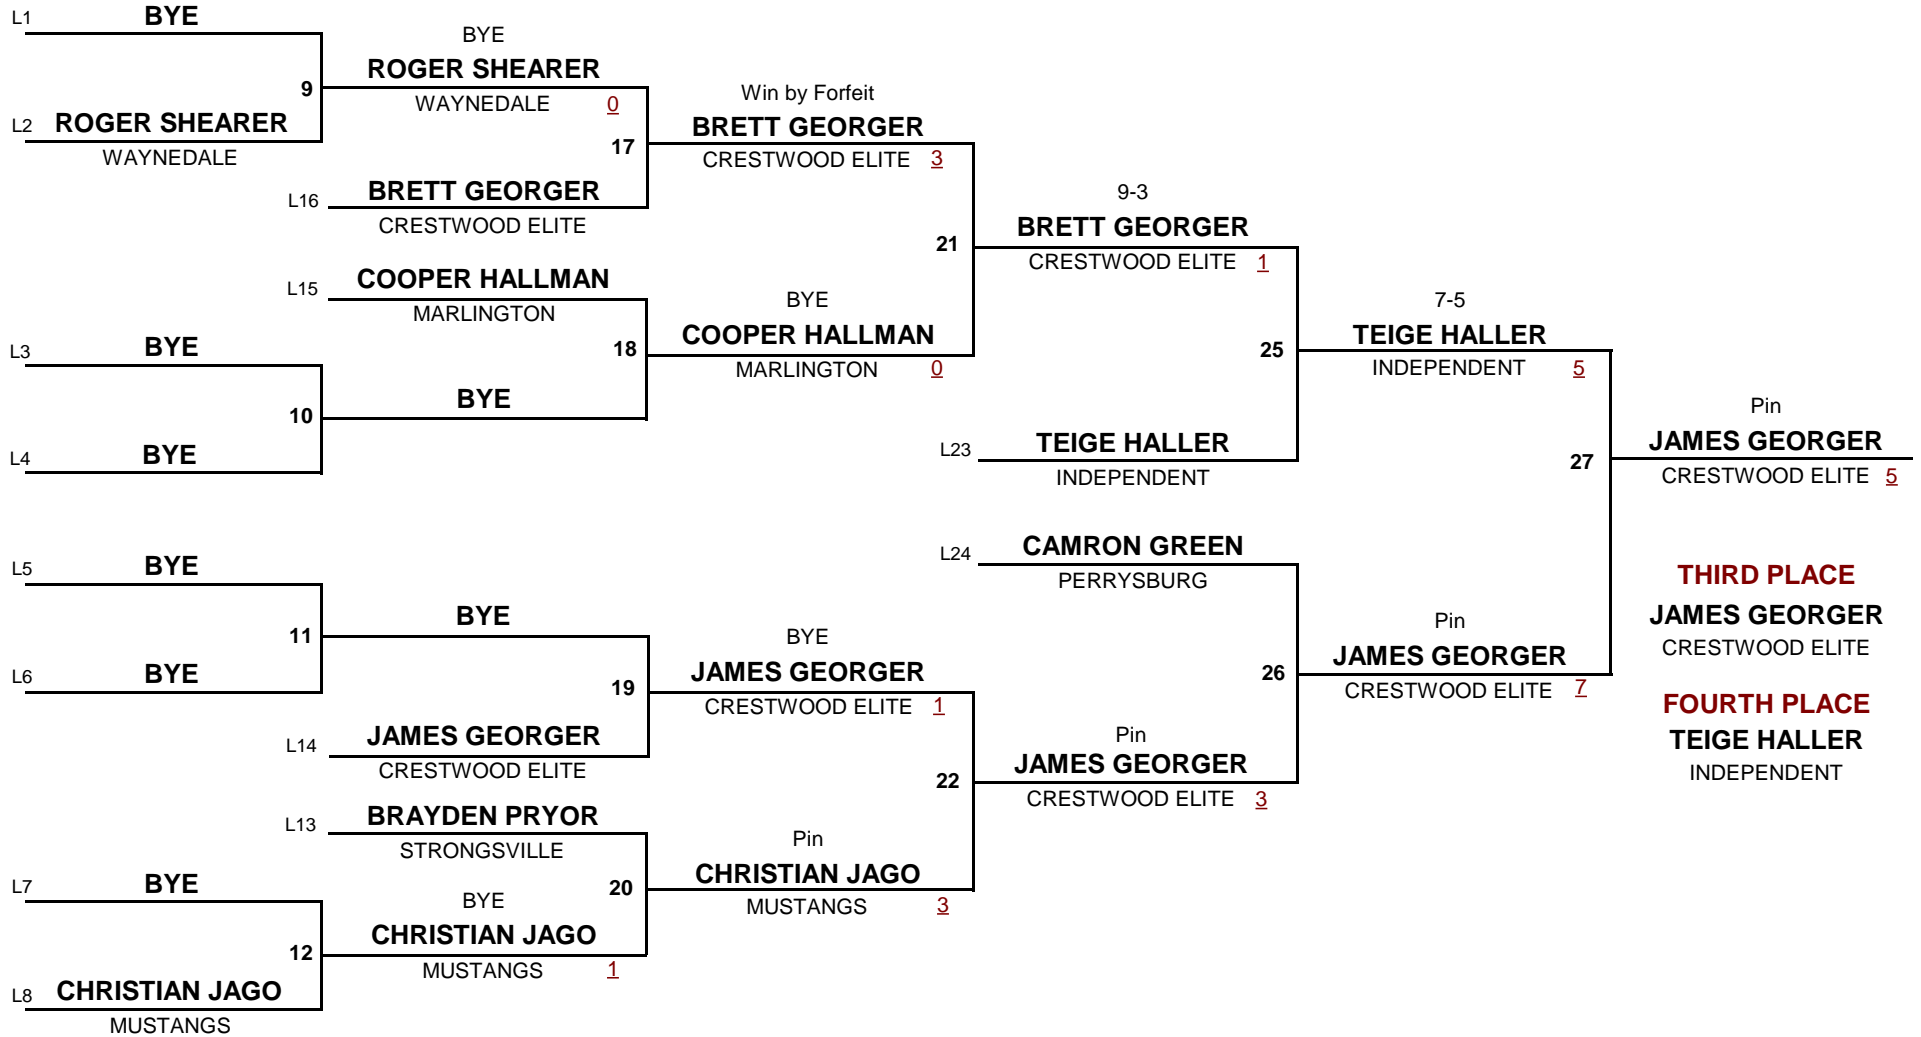 L1 BYE
9
L2 ROGER SHEARER
WAYNEDALE
L3 BYE
10
L4 BYE
L5 BYE
11
L6 BYE
L7 BYE
12
L8 CHRISTIAN JAGO
MUSTANGS
BYE
ROGER SHEARER
WAYNEDALE 0
17
L16 BRETT GEORGER
CRESTWOOD ELITE
L15 COOPER HALLMAN
MARLINGTON
18
BYE
BYE
19
L14 JAMES GEORGER
CRESTWOOD ELITE
L13 BRAYDEN PRYOR
STRONGSVILLE
20
BYE
CHRISTIAN JAGO
MUSTANGS 1
Win by Forfeit
BRETT GEORGER
CRESTWOOD ELITE 3
21
BYE
COOPER HALLMAN
MARLINGTON 0
BYE
JAMES GEORGER
CRESTWOOD ELITE 1
22
Pin
CHRISTIAN JAGO
MUSTANGS 3
9-3
BRETT GEORGER
CRESTWOOD ELITE 1
25
L23 TEIGE HALLER
INDEPENDENT
L24 CAMRON GREEN
PERRYSBURG
26
Pin
JAMES GEORGER
CRESTWOOD ELITE 3
7-5
TEIGE HALLER
INDEPENDENT 5
27
Pin
JAMES GEORGER
CRESTWOOD ELITE 7
Pin
JAMES GEORGER
CRESTWOOD ELITE 5
THIRD PLACE
JAMES GEORGER
CRESTWOOD ELITE
FOURTH PLACE
TEIGE HALLER
INDEPENDENT